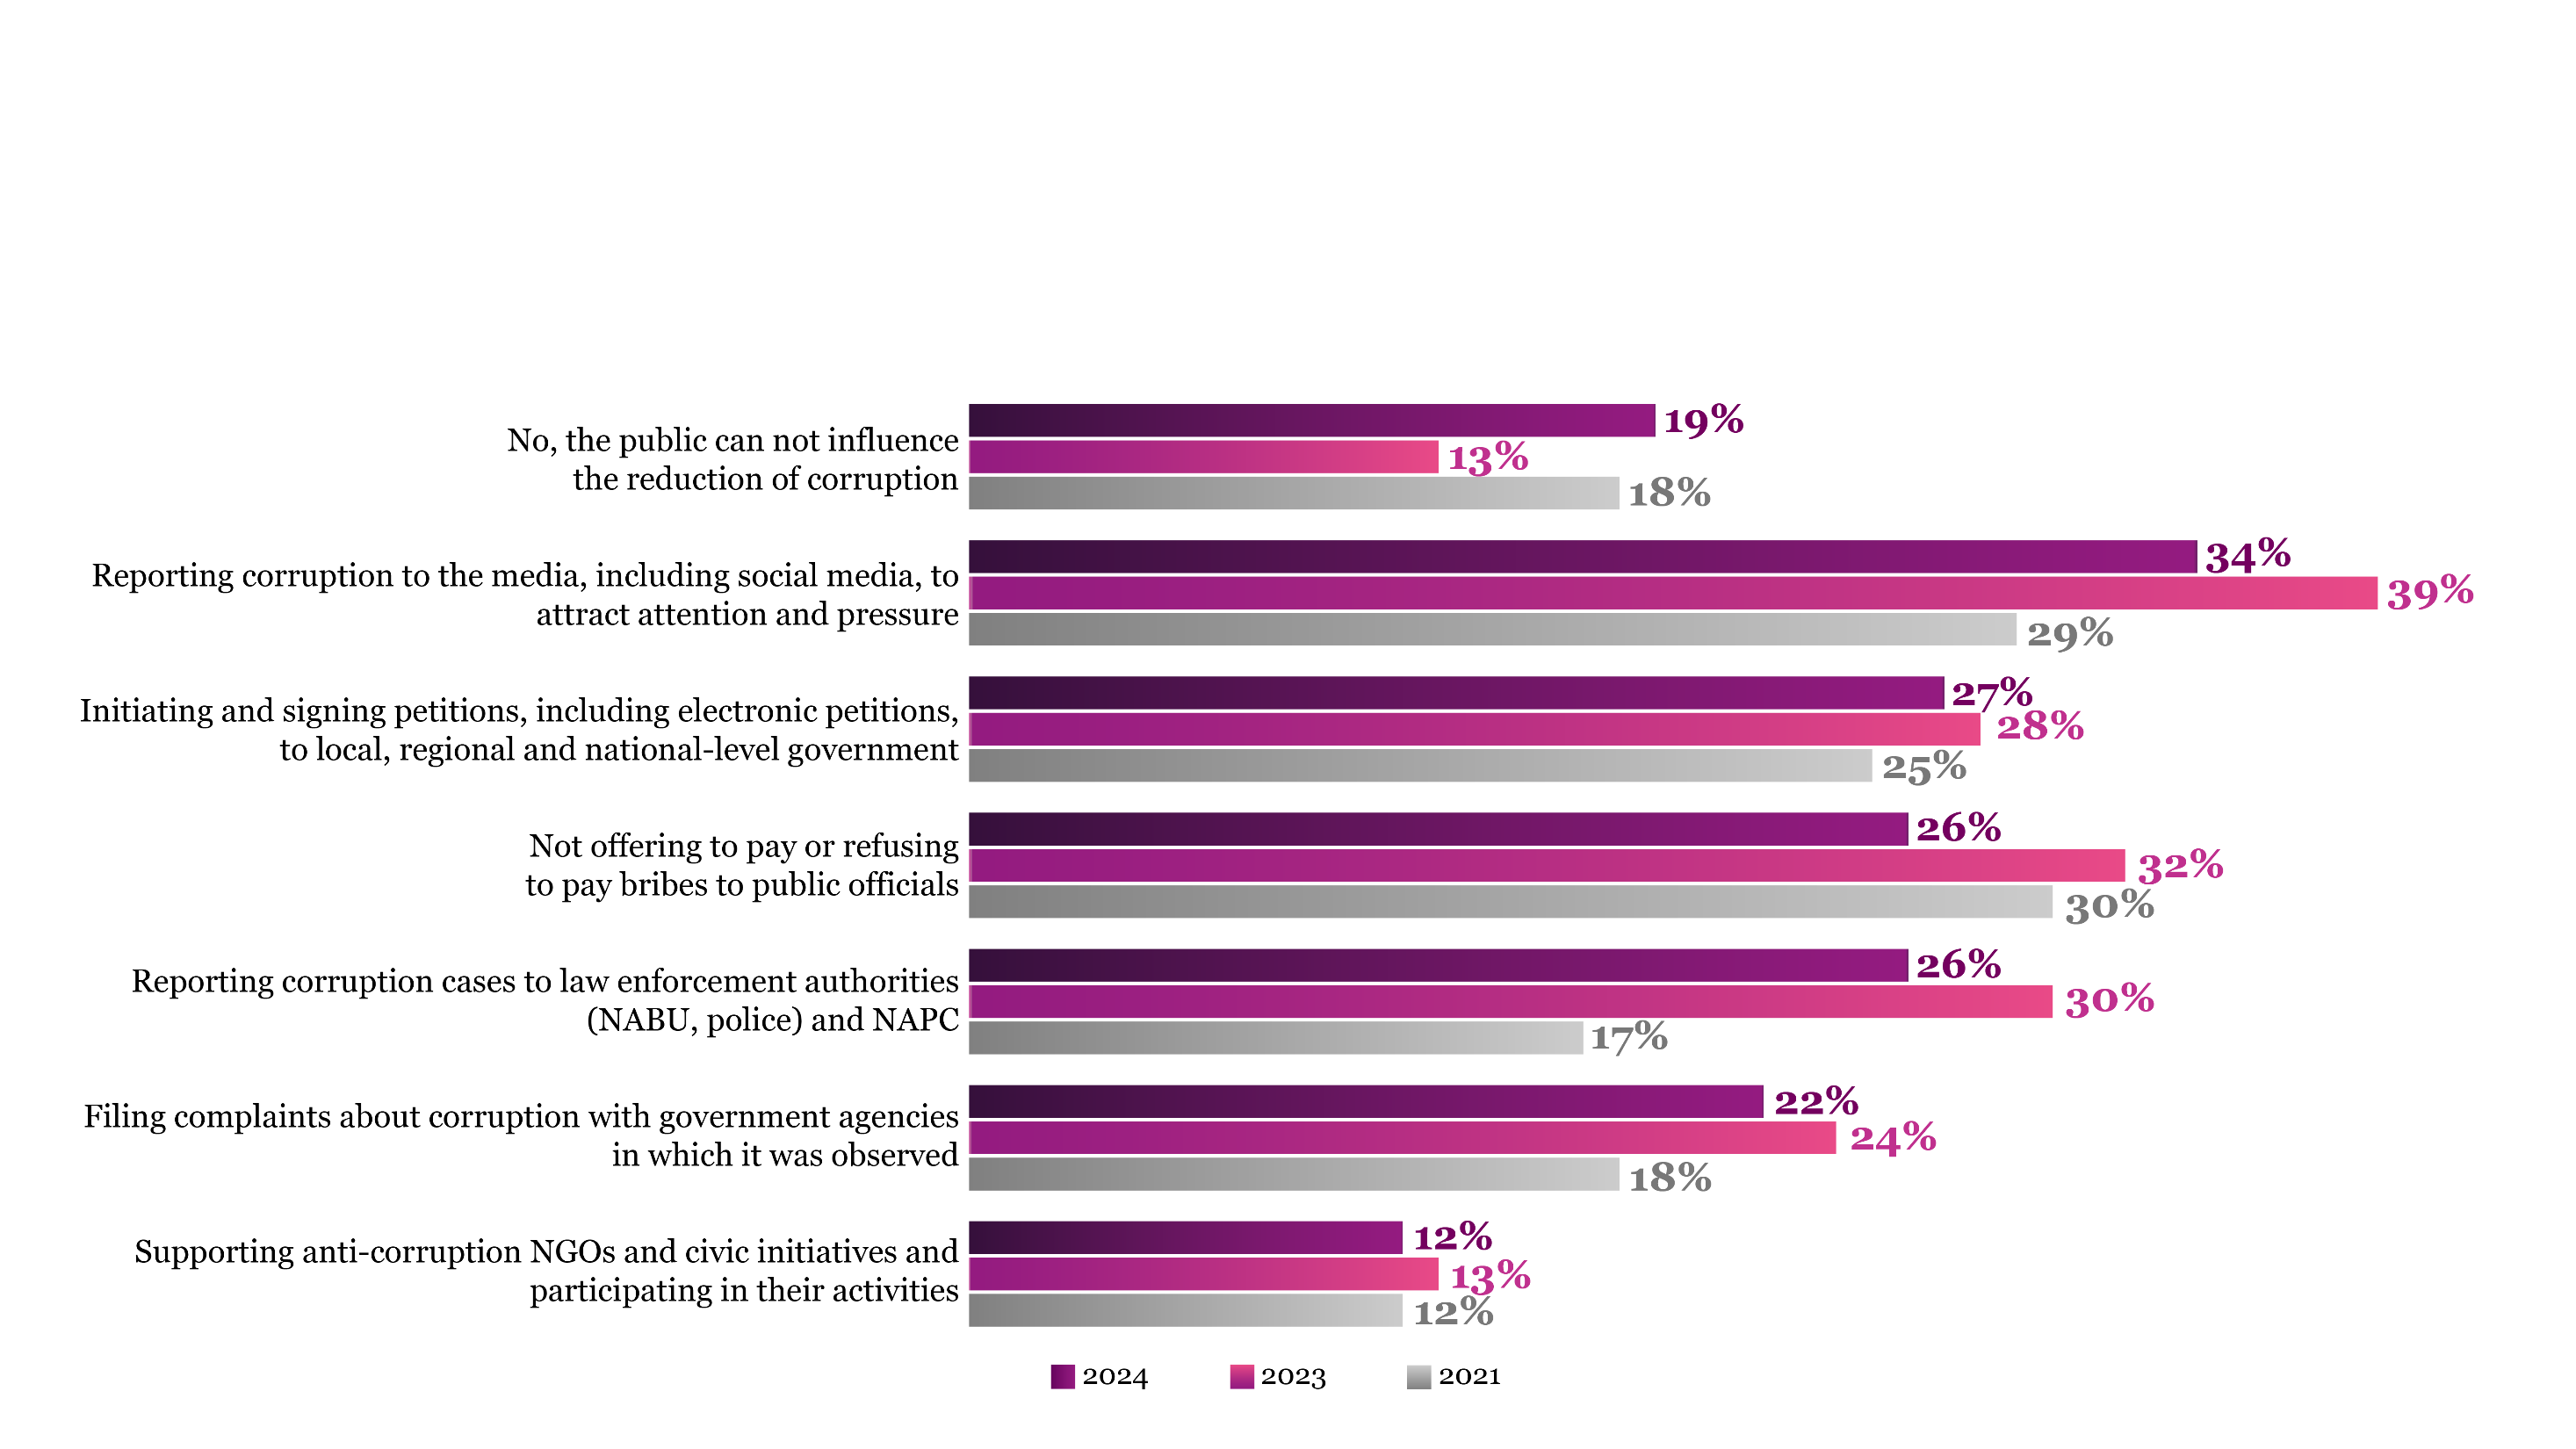 No, the public can not influence
the reduction of corruption
19%
13%
18%
Reporting corruption to the media, including social media, to
attract attention and pressure
34%
39%
29%
Initiating and signing petitions, including electronic petitions,
to local, regional and national-level government
27%
28%
25%
Not offering to pay or refusing
to pay bribes to public officials
26%
32%
30%
Reporting corruption cases to law enforcement authorities
(NABU, police) and NAPC
26%
30%
17%
Filing complaints about corruption with government agencies
in which it was observed
22%
24%
18%
Supporting anti-corruption NGOs and civic initiatives and
participating in their activities
12%
13%
12%
2024 2023 2021